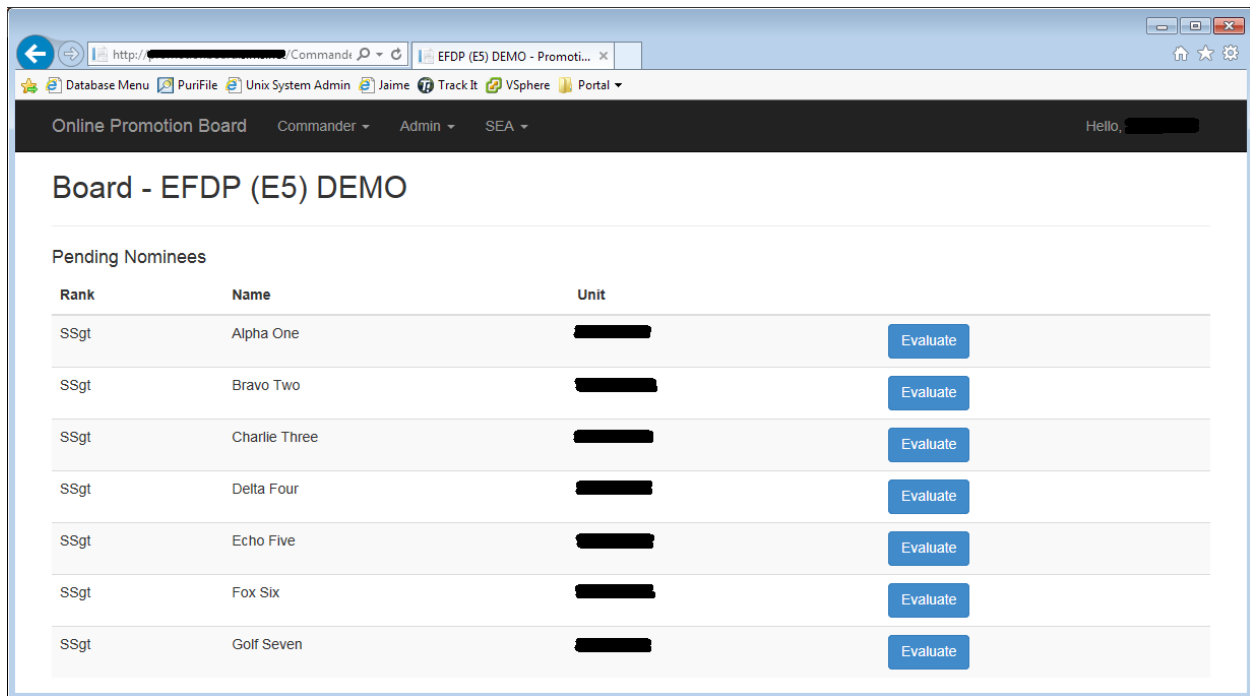 http:// /Commande
EFDP (E5) DEMO - Promoti...
Database Menu PuriFile Unix System Admin Jaime Track It VSphere Portal
Online Promotion Board Commander Admin SEA Hello,
Board - EFDP (E5) DEMO
Pending Nominees
Rank Name Unit
SSgt Alpha One Evaluate
SSgt Bravo Two Evaluate
SSgt Charlie Three Evaluate
SSgt Delta Four Evaluate
SSgt Echo Five Evaluate
SSgt Fox Six Evaluate
SSgt Golf Seven Evaluate